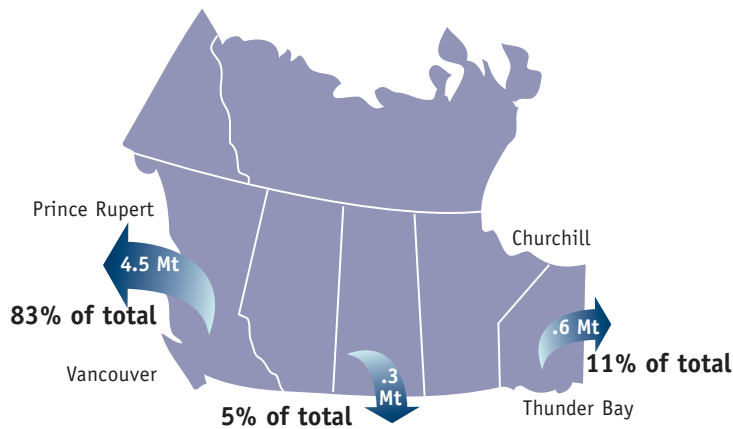 Prince Rupert
Churchill
4.5 Mt
83% of total
.6 Mt
11% of total
Vancouver
.3
Mt
5% of total
Thunder Bay